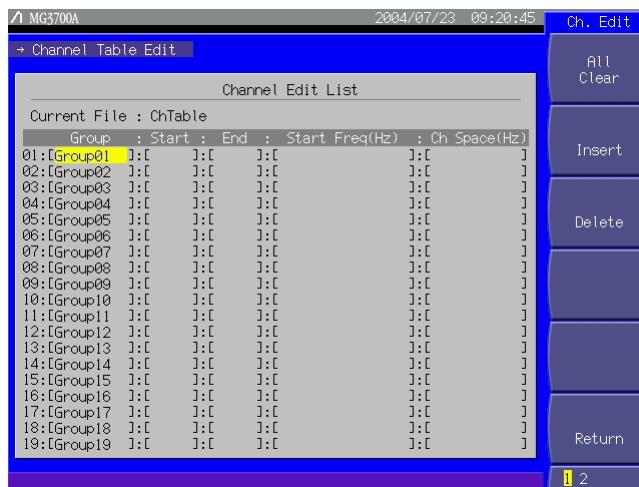 MG3700A 2004/07/23 09:20:45 Ch. Edit
→ Channel Table Edit
All
Clear
Channel Edit List
Current File : ChTable
Group : Start : End : Start Freq(Hz) : Ch Space(Hz)
01:[Group01 ]:[ ]:[ ]:[ ]:[ ]
02:[Group02 ]:[ ]:[ ]:[ ]:[ ]
03:[Group03 ]:[ ]:[ ]:[ ]:[ ]
04:[Group04 ]:[ ]:[ ]:[ ]:[ ]
05:[Group05 ]:[ ]:[ ]:[ ]:[ ]
06:[Group06 ]:[ ]:[ ]:[ ]:[ ]
07:[Group07 ]:[ ]:[ ]:[ ]:[ ]
08:[Group08 ]:[ ]:[ ]:[ ]:[ ]
09:[Group09 ]:[ ]:[ ]:[ ]:[ ]
10:[Group10 ]:[ ]:[ ]:[ ]:[ ]
11:[Group11 ]:[ ]:[ ]:[ ]:[ ]
12:[Group12 ]:[ ]:[ ]:[ ]:[ ]
13:[Group13 ]:[ ]:[ ]:[ ]:[ ]
14:[Group14 ]:[ ]:[ ]:[ ]:[ ]
15:[Group15 ]:[ ]:[ ]:[ ]:[ ]
16:[Group16 ]:[ ]:[ ]:[ ]:[ ]
17:[Group17 ]:[ ]:[ ]:[ ]:[ ]
18:[Group18 ]:[ ]:[ ]:[ ]:[ ]
19:[Group19 ]:[ ]:[ ]:[ ]:[ ]
Insert
Delete
Return
1 2